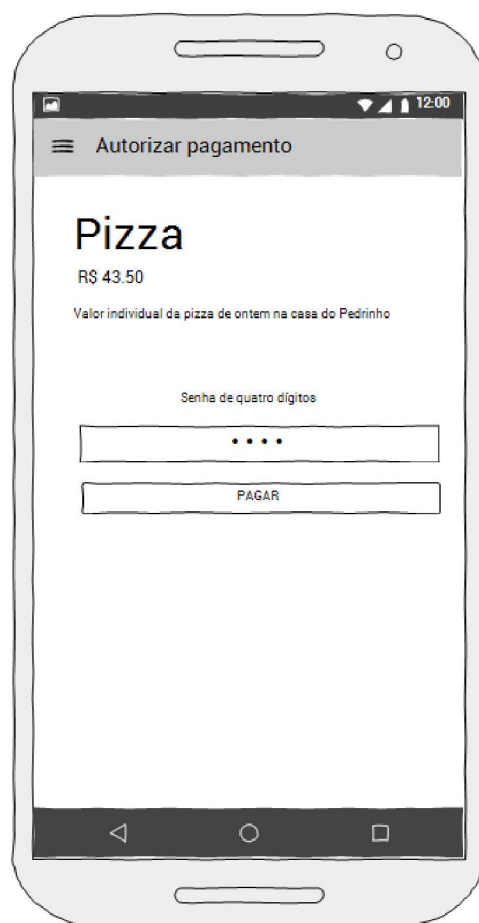 12:00
Autorizar pagamento
Pizza
R$ 43.50
Valor individual da pizza de ontem na casa do Pedrinho
Senha de quatro dígitos
• • • •
PAGAR